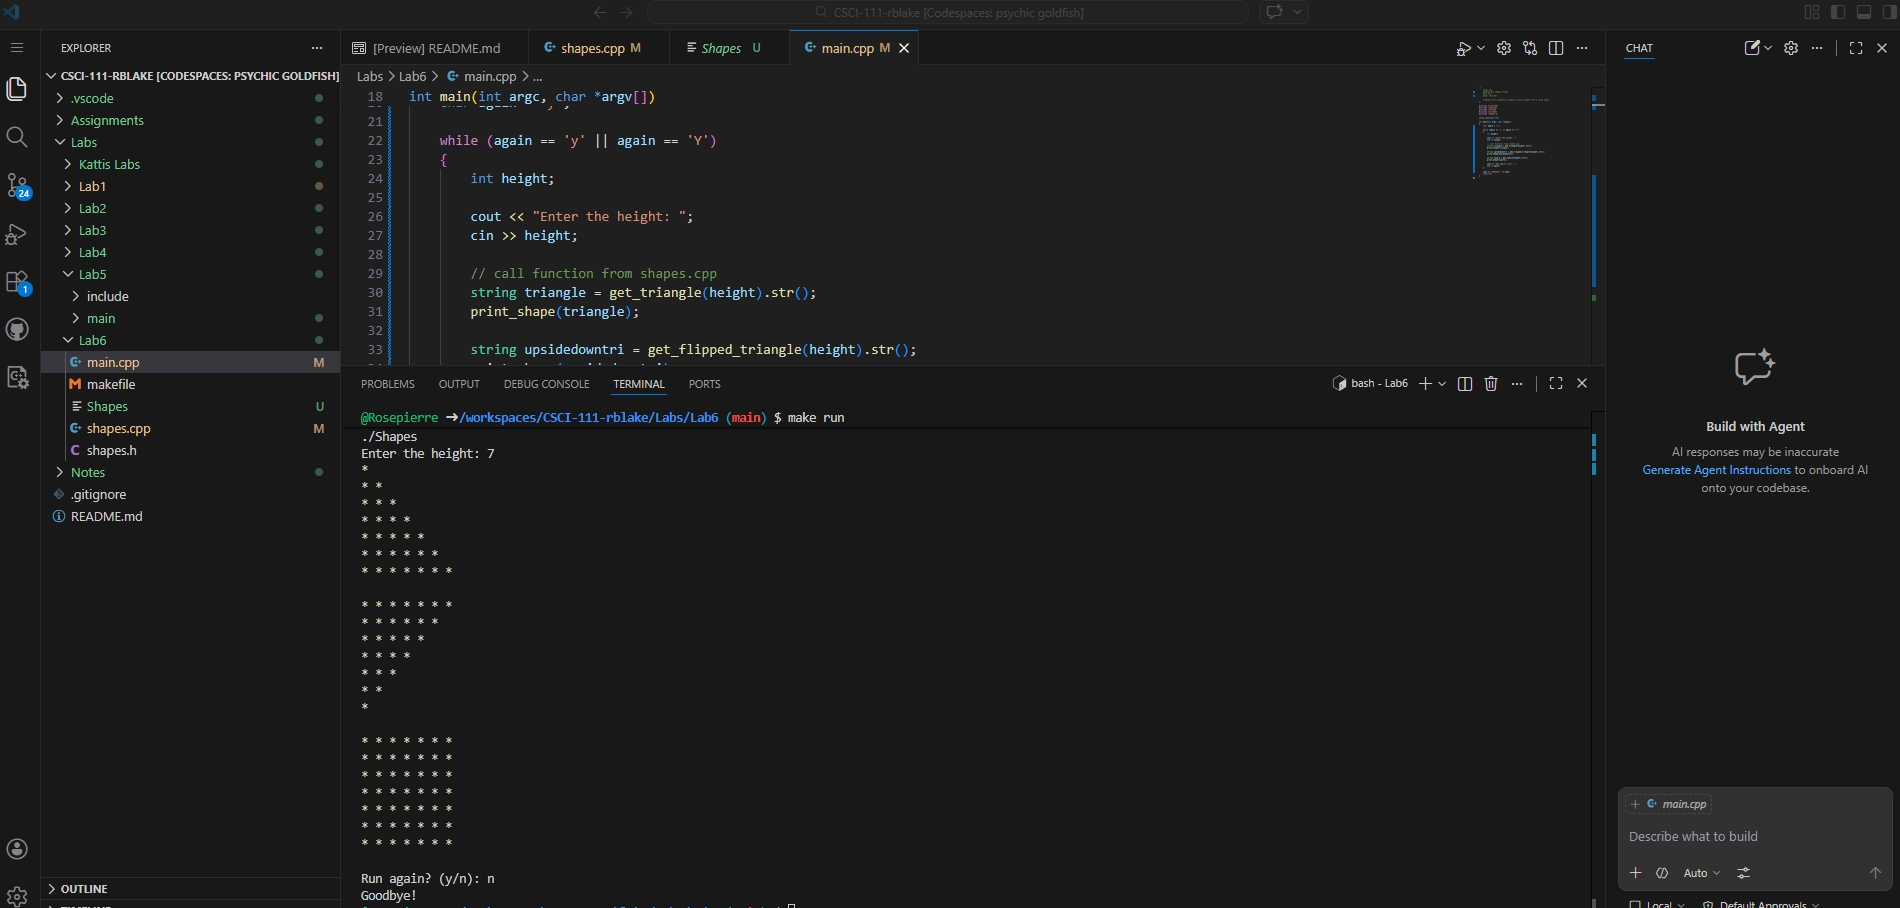 CSCI-111-rblake [Codespaces: psychic goldfish]
EXPLORER
CSCI-111-RBLAKE [CODESPACES: PSYCHIC GOLDFISH]
.vscode
Assignments
Labs
Kattis Labs
Lab1
Lab2
Lab3
Lab4
Lab5
include
main
Lab6
main.cpp M
makefile
Shapes U
shapes.cpp M
shapes.h
Notes
.gitignore
README.md
OUTLINE
24
1
[Preview] README.md
shapes.cpp M
Shapes U
main.cpp M
Labs > Lab6 > main.cpp > ...
18 int main(int argc, char *argv[])
21
22 while (again == 'y' || again == 'Y')
23 {
24 int height;
25
26 cout << "Enter the height: ";
27 cin >> height;
28
29 // call function from shapes.cpp
30 string triangle = get_triangle(height).str();
31 print_shape(triangle);
32
33 string upsidedowntri = get_flipped_triangle(height).str();
PROBLEMS OUTPUT DEBUG CONSOLE TERMINAL PORTS
bash - Lab6
@Rosepierre ➜/workspaces/CSCI-111-rblake/Labs/Lab6 (main) $ make run
./Shapes
Enter the height: 7
*
* *
* * *
* * * *
* * * * *
* * * * * *
* * * * * * *
* * * * * * *
* * * * * *
* * * * *
* * * *
* * *
* *
*
* * * * * * *
* * * * * * *
* * * * * * *
* * * * * * *
* * * * * * *
* * * * * * *
* * * * * * *
Run again? (y/n): n
Goodbye!
CHAT
Build with Agent
AI responses may be inaccurate
Generate Agent Instructions to onboard AI
onto your codebase.
main.cpp
Describe what to build
Auto
Local Default Approvals